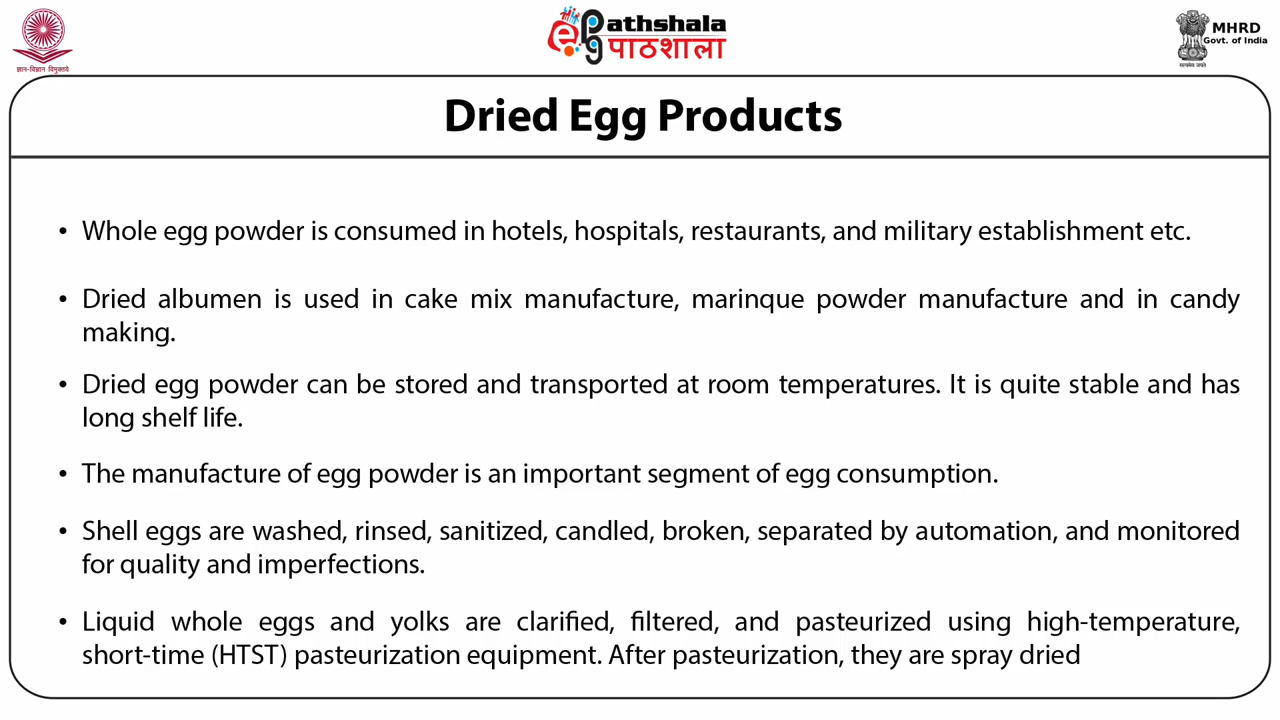 ज्ञान-विज्ञान विमुक्तये
epg athshala
पाठशाला
MHRD
Govt. of India
सत्यमेव जयते
Dried Egg Products
• Whole egg powder is consumed in hotels, hospitals, restaurants, and military establishment etc.
• Dried albumen is used in cake mix manufacture, marinque powder manufacture and in candy
making.
• Dried egg powder can be stored and transported at room temperatures. It is quite stable and has
long shelf life.
• The manufacture of egg powder is an important segment of egg consumption.
• Shell eggs are washed, rinsed, sanitized, candled, broken, separated by automation, and monitored
for quality and imperfections.
• Liquid whole eggs and yolks are clarified, filtered, and pasteurized using high-temperature,
short-time (HTST) pasteurization equipment. After pasteurization, they are spray dried